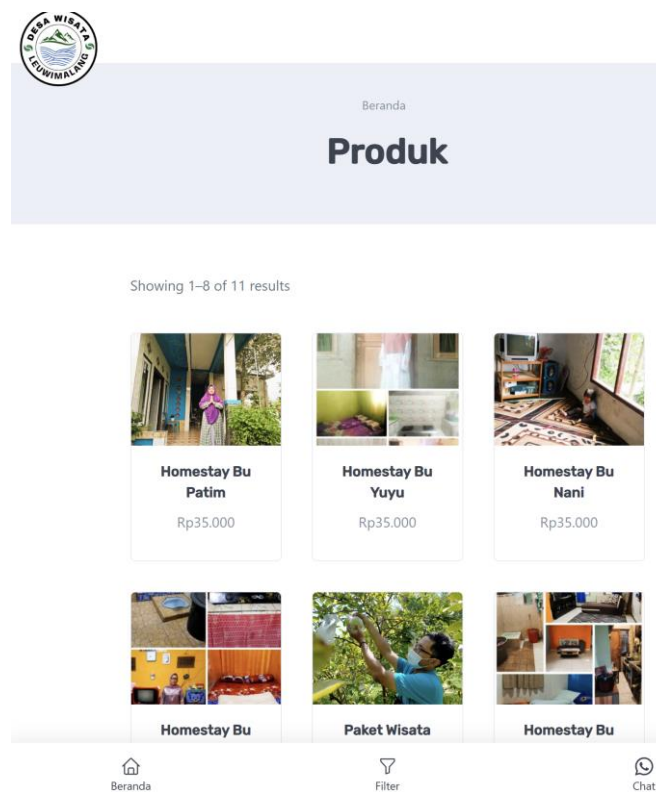 DESA WISATA
LEUWIMALANG
Beranda
Produk
Showing 1–8 of 11 results
Homestay Bu
Patim
Rp35.000
Homestay Bu
Yuyu
Rp35.000
Homestay Bu
Nani
Rp35.000
Homestay Bu
Paket Wisata
Homestay Bu
Beranda
Filter
Chat